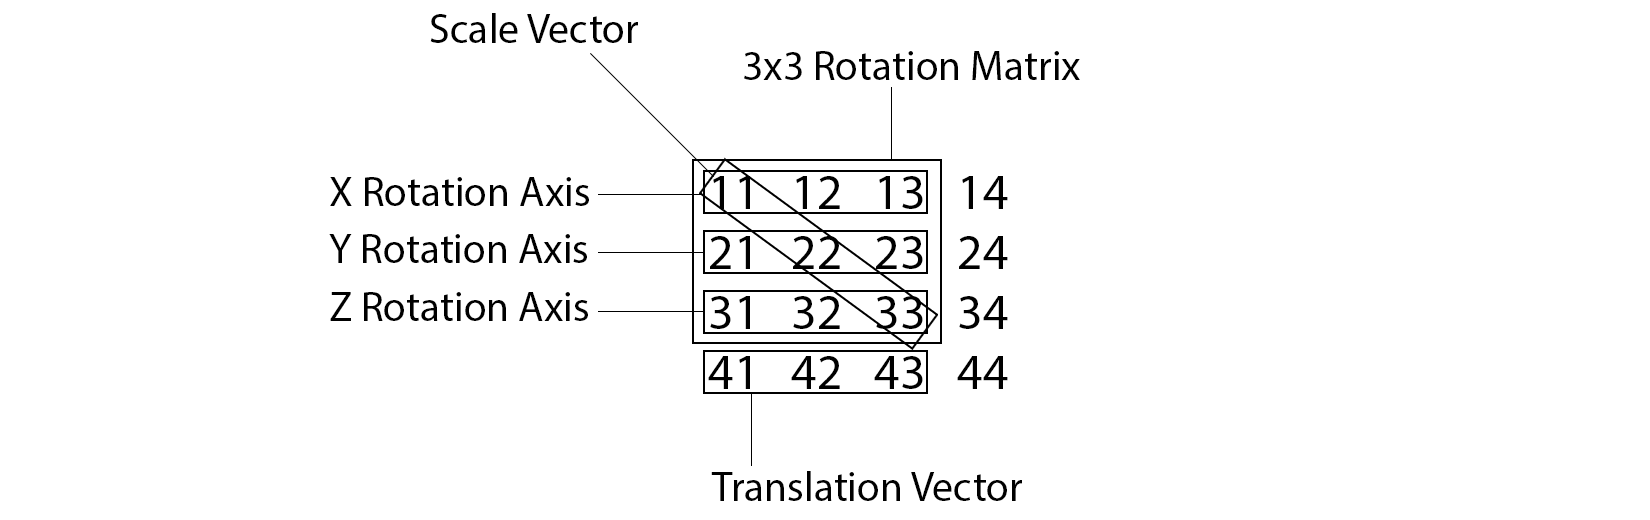 Scale Vector
3x3 Rotation Matrix
X Rotation Axis 11 12 13 14
Y Rotation Axis 21 22 23 24
Z Rotation Axis 31 32 33 34
41 42 43 44
Translation Vector